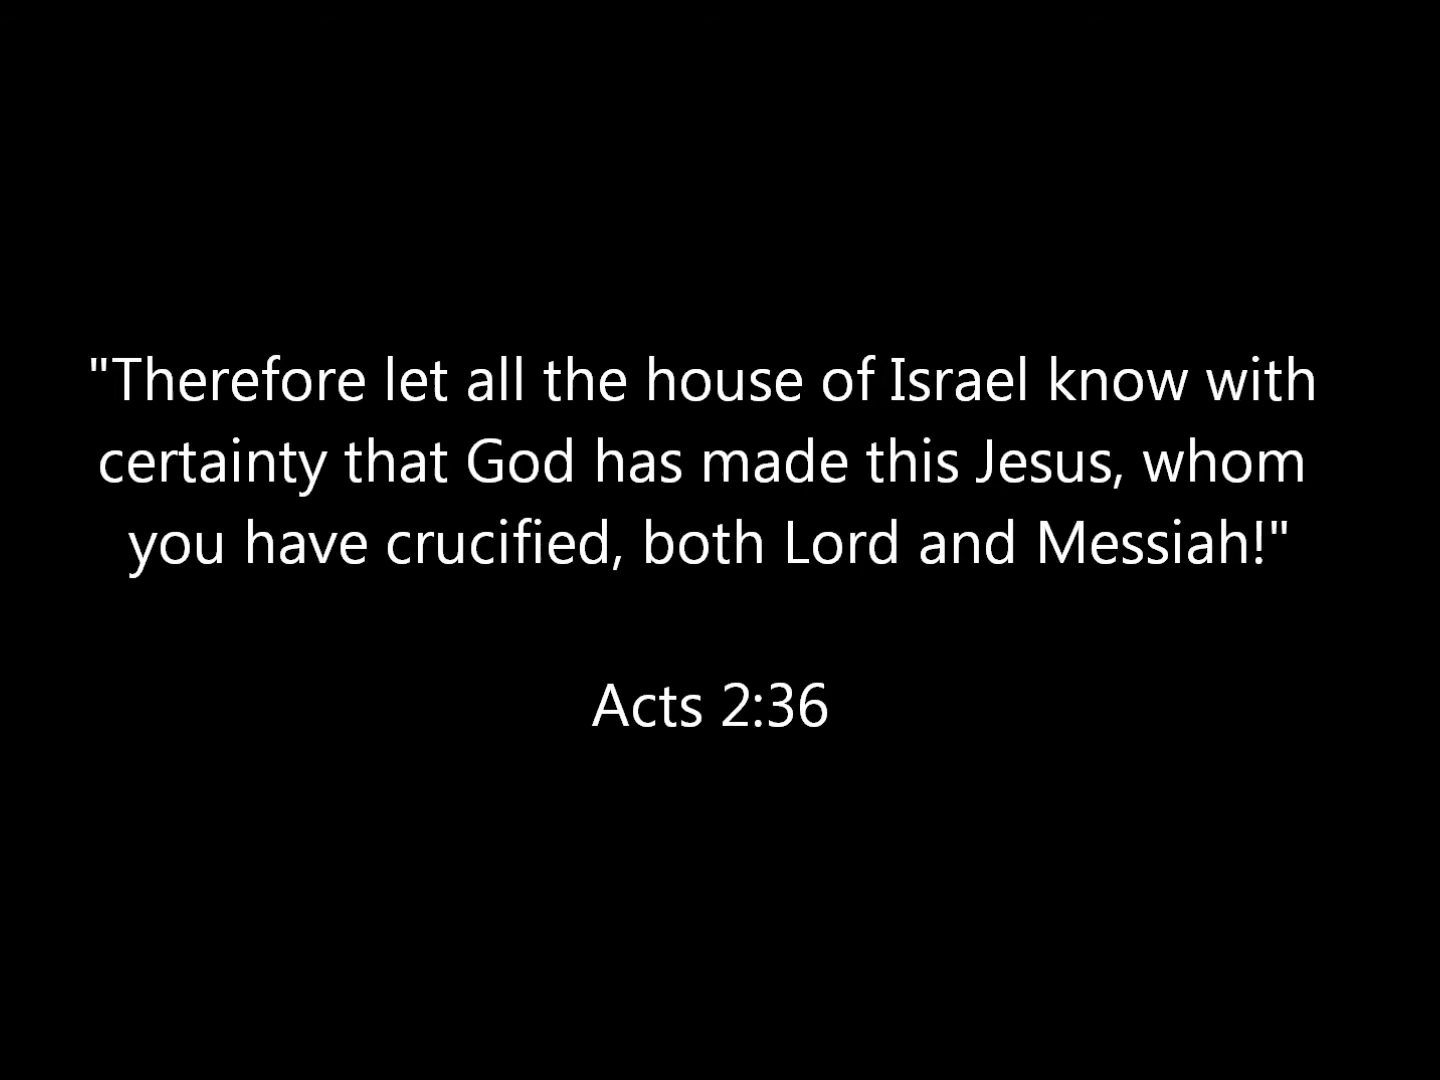 "Therefore let all the house of Israel know with
certainty that God has made this Jesus, whom
you have crucified, both Lord and Messiah!"
Acts 2:36